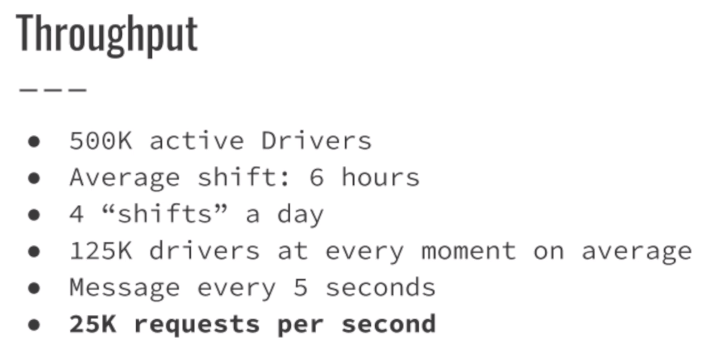 Throughput
---
● 500K active Drivers
● Average shift: 6 hours
● 4 “shifts” a day
● 125K drivers at every moment on average
● Message every 5 seconds
● 25K requests per second